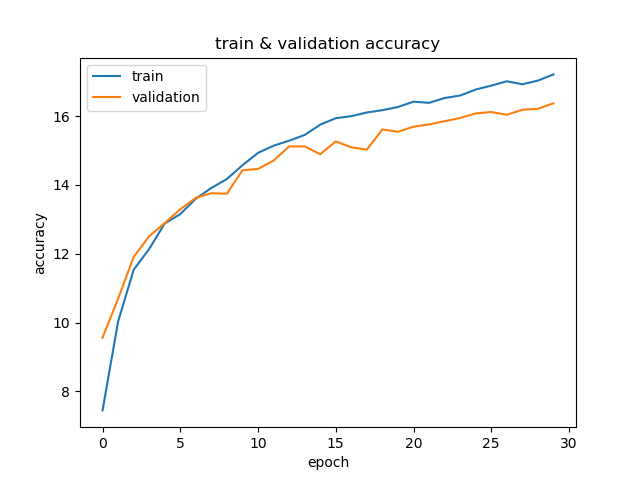 train & validation accuracy
train
validation
accuracy
16
14
12
10
8
0 5 10 15 20 25 30
epoch